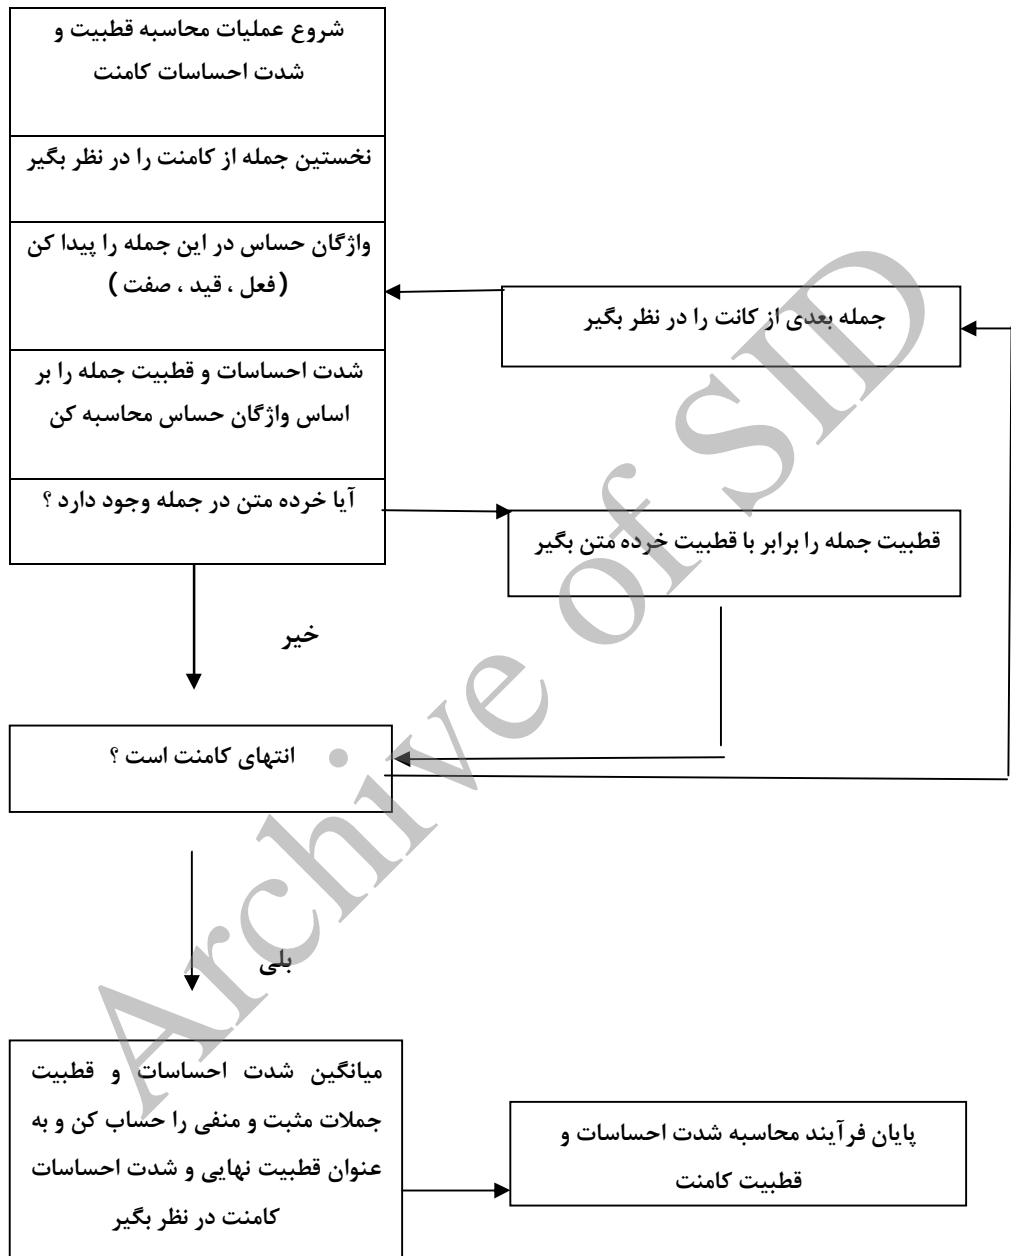 شروع عملیات محاسبه قطبیت و
شدت احساسات کامنت
نخستین جمله از کامنت را در نظر بگیر
واژگان حساس در این جمله را پیدا کن
(فعل ، قید ، صفت )
جمله بعدی از کانت را در نظر بگیر
شدت احساسات و قطبیت جمله را بر
اساس واژگان حساس محاسبه کن
آیا خرده متن در جمله وجود دارد ؟
قطبیت جمله را برابر با قطبیت خرده متن بگیر
خیر
انتهای کامنت است ؟
بلی
میانگین شدت احساسات و قطبیت
جملات مثبت و منفی را حساب کن و به
عنوان قطبیت نهایی و شدت احساسات
کامنت در نظر بگیر
پایان فرآیند محاسبه شدت احساسات و
قطبیت کامنت
Archive of SID